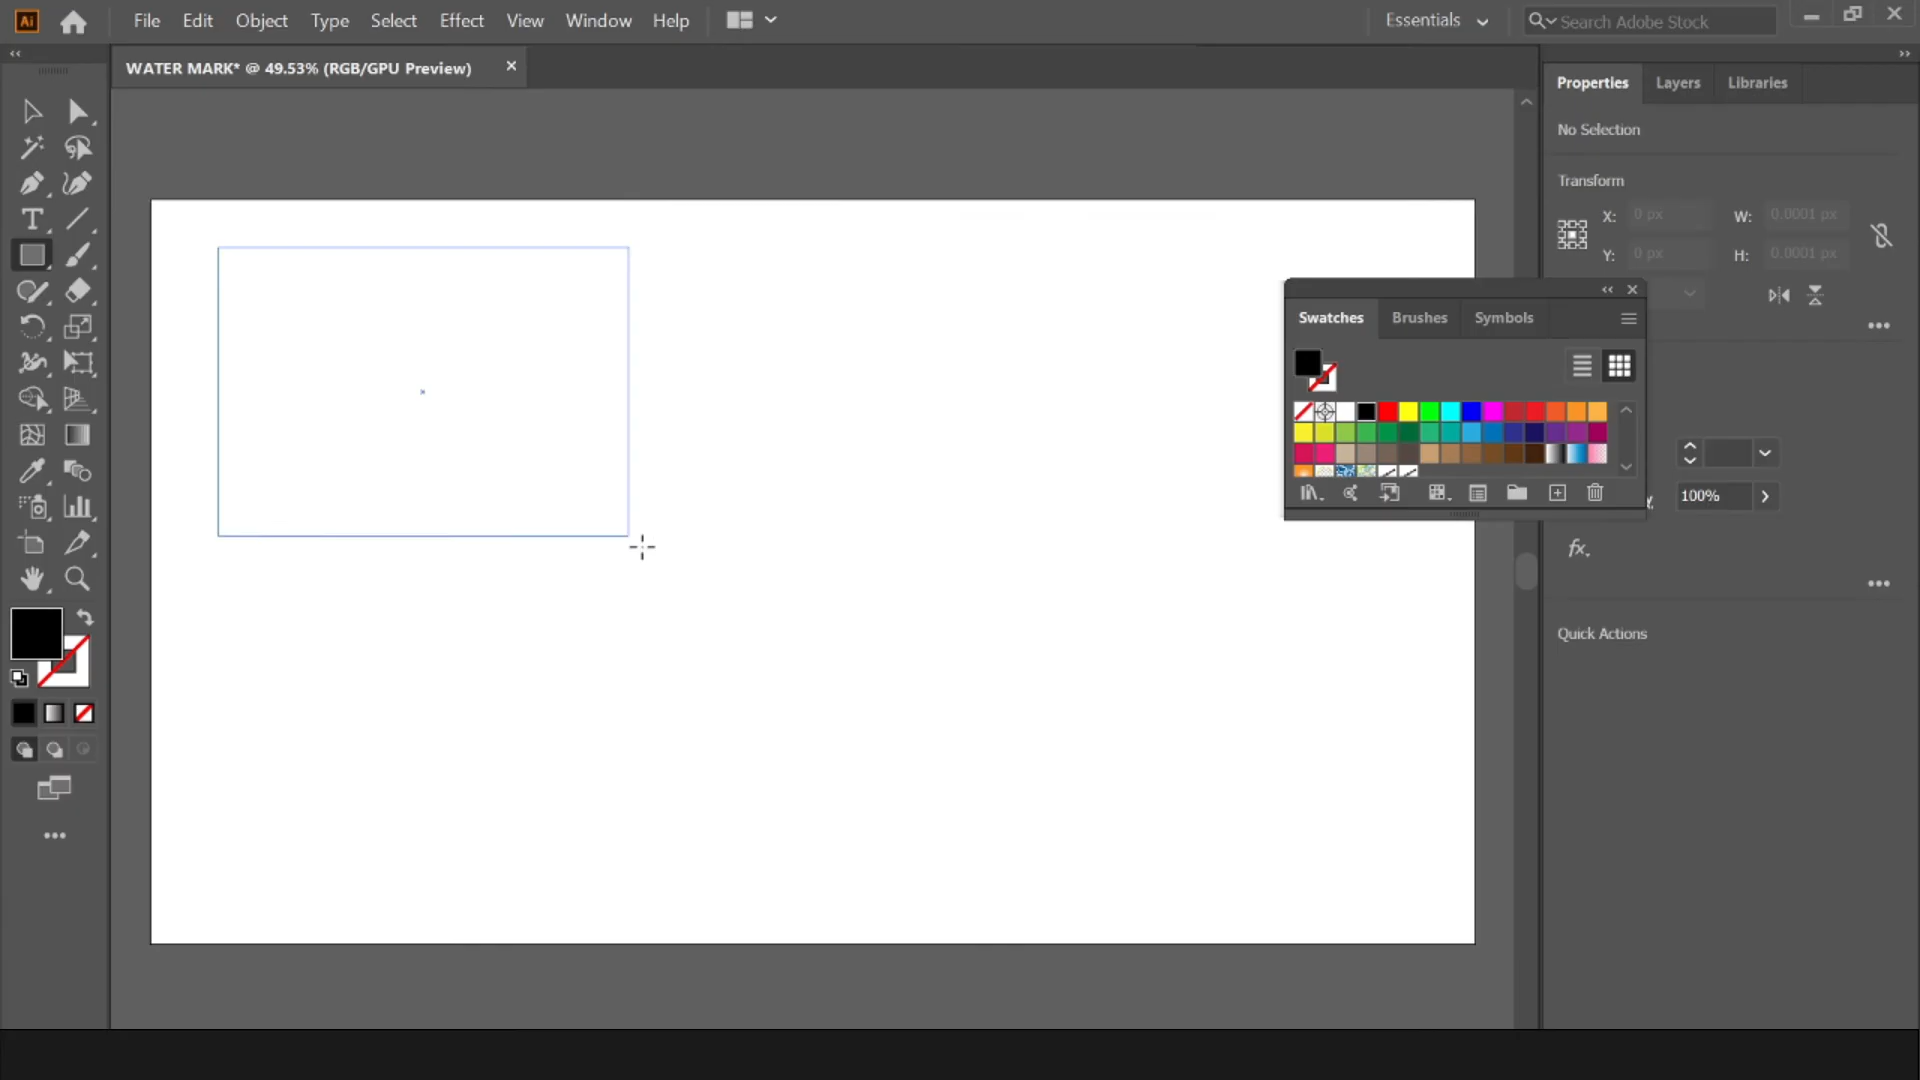 Ai File Edit Object Type Select Effect View Window Help Essentials Search Adobe Stock
WATER MARK* @ 49.53% (RGB/GPU Preview)
Properties Layers Libraries
No Selection
Transform
X: 0 px W: 0.0001 px
Y: 0 px H: 0.0001 px
Swatches Brushes Symbols
100%
fx.
Quick Actions